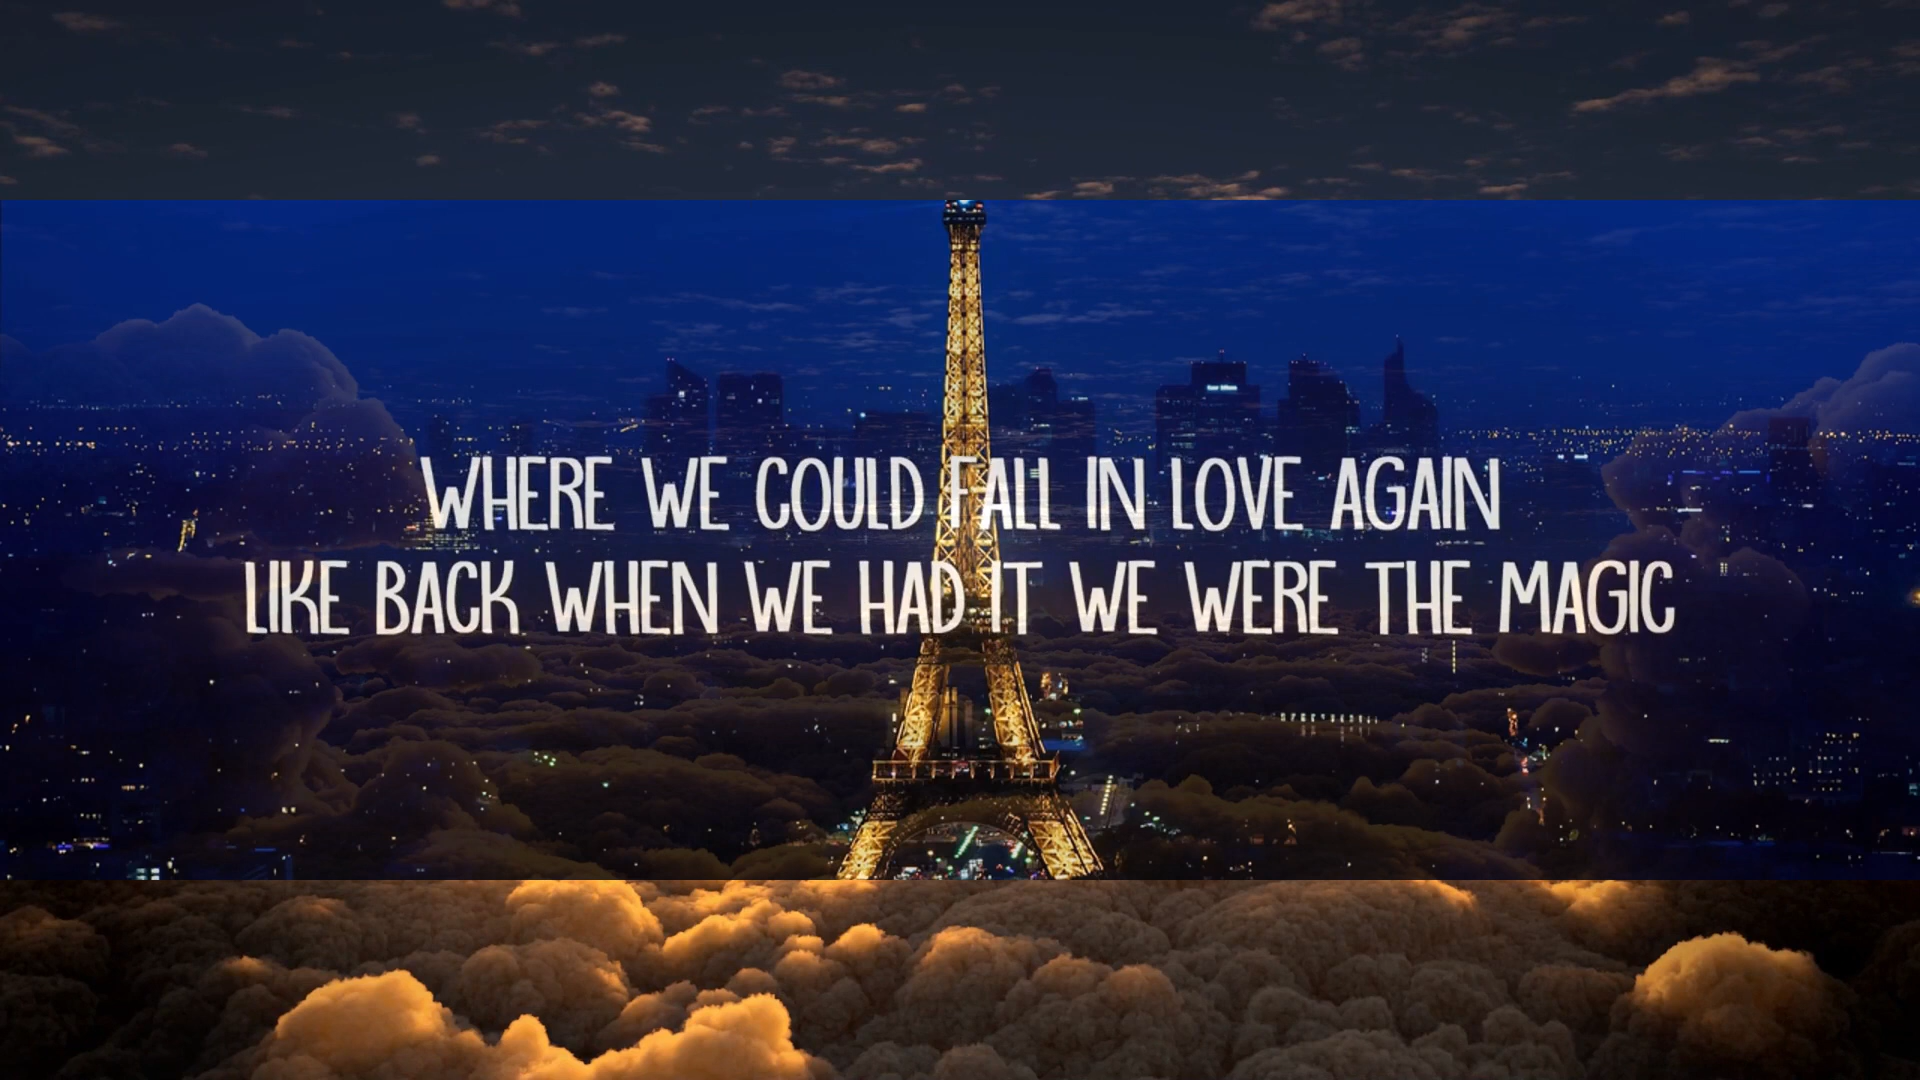 WHERE WE COULD FALL IN LOVE AGAIN
LIKE BACK WHEN WE HAD IT WE WERE THE MAGIC